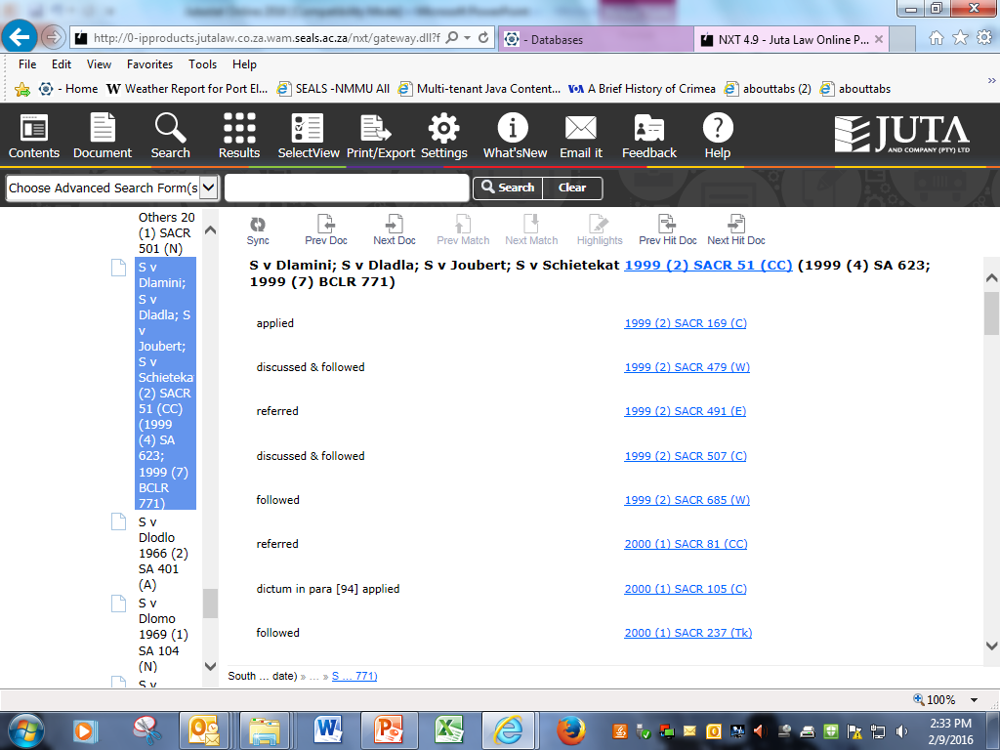 http://0-ipproducts.jutalaw.co.za.wam.seals.ac.za/nxt/gateway.dll?f
- Databases
NXT 4.9 - Juta Law Online P...
File Edit View Favorites Tools Help
- Home
Weather Report for Port El...
SEALS -NMMU All
Multi-tenant Java Content...
A Brief History of Crimea
abouttabs (2)
abouttabs
Contents Document Search Results SelectView Print/Export Settings What'sNew Email it Feedback Help
JUTA
AND COMPANY (PTY) LTD
Choose Advanced Search Form(s
Search Clear
Others 20
(1) SACR
501 (N)
S v
Dlamini;
S v
Dladla; S
v
Joubert;
S v
Schieteka
(2) SACR
51 (CC)
(1999
(4) SA
623;
1999 (7)
BCLR
771)
S v
Dlodlo
1966 (2)
SA 401
(A)
S v
Dlomo
1969 (1)
SA 104
(N)
S v
Sync Prev Doc Next Doc Prev Match Next Match Highlights Prev Hit Doc Next Hit Doc
S v Dlamini; S v Dladla; S v Joubert; S v Schietekat 1999 (2) SACR 51 (CC) (1999 (4) SA 623;
1999 (7) BCLR 771)
applied 1999 (2) SACR 169 (C)
discussed & followed 1999 (2) SACR 479 (W)
referred 1999 (2) SACR 491 (E)
discussed & followed 1999 (2) SACR 507 (C)
followed 1999 (2) SACR 685 (W)
referred 2000 (1) SACR 81 (CC)
dictum in para [94] applied 2000 (1) SACR 105 (C)
followed 2000 (1) SACR 237 (Tk)
South ... date) » ... » S ... 771)
100%
2:33 PM
2/9/2016